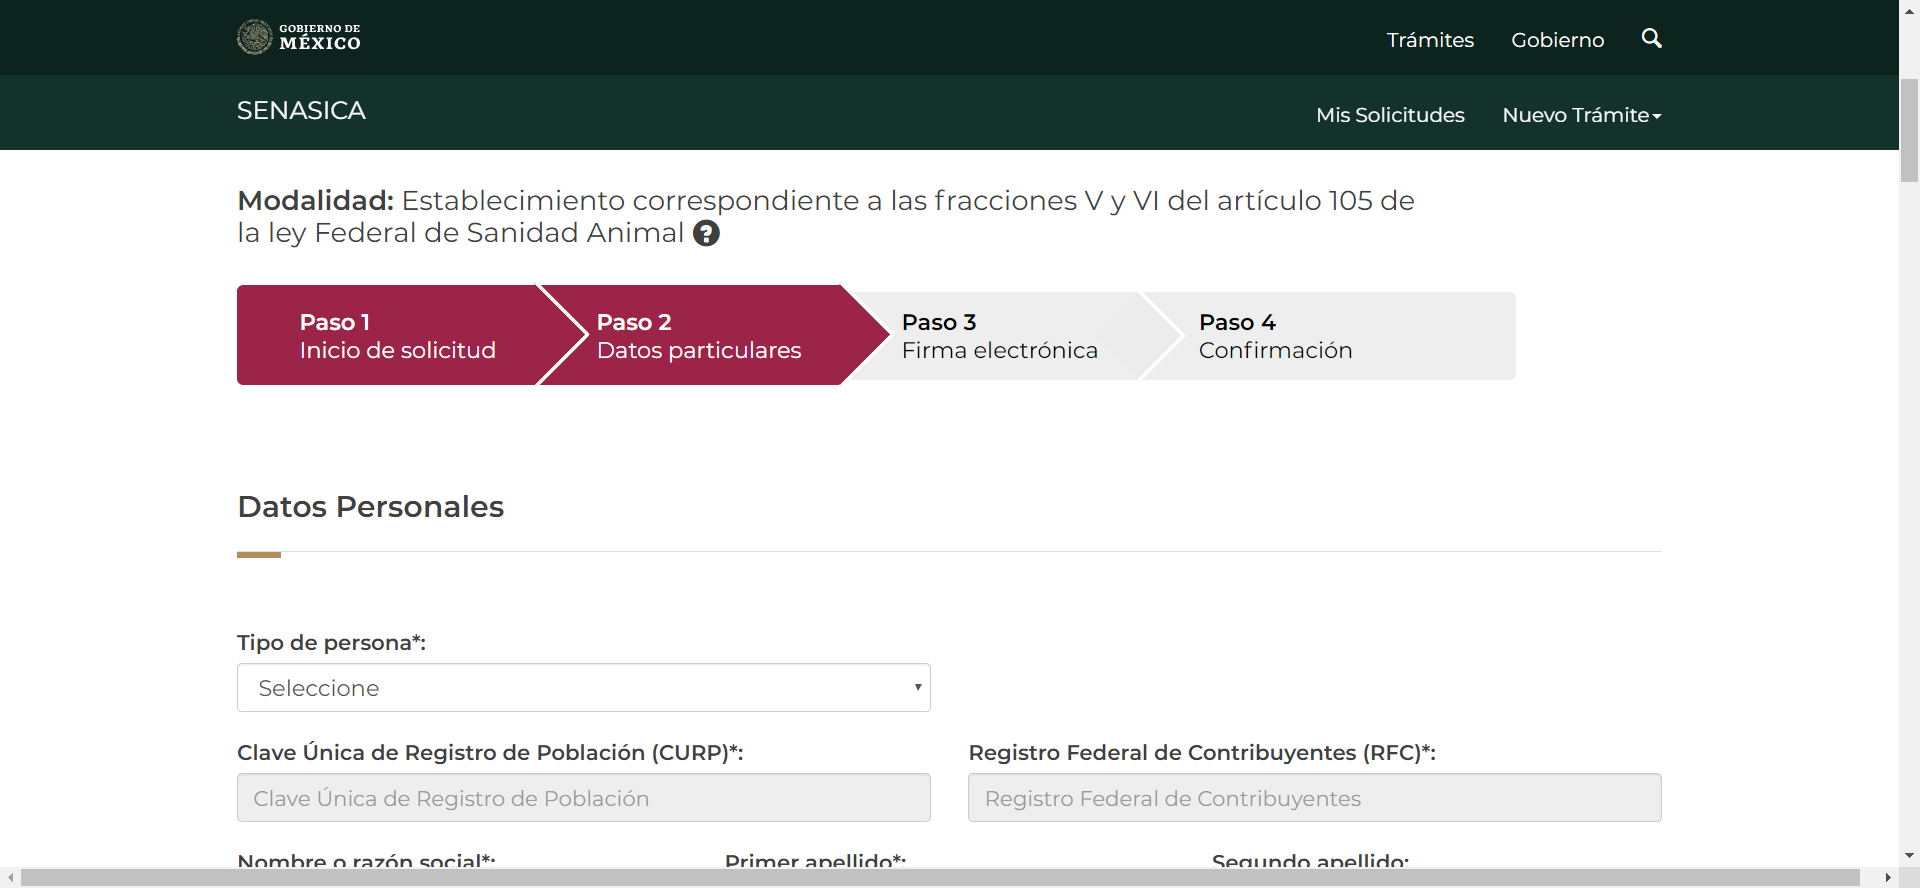 GOBIERNO DE
MÉXICO
Trámites Gobierno
SENASICA
Mis Solicitudes Nuevo Trámite
Modalidad: Establecimiento correspondiente a las fracciones V y VI del artículo 105 de
la ley Federal de Sanidad Animal ?
Paso 1
Inicio de solicitud
Paso 2
Datos particulares
Paso 3
Firma electrónica
Paso 4
Confirmación
Datos Personales
Tipo de persona*:
Seleccione
Clave Única de Registro de Población (CURP)*:
Clave Única de Registro de Población
Registro Federal de Contribuyentes (RFC)*:
Registro Federal de Contribuyentes
Nombre o razón social*: Primer apellido*: Segundo apellido: